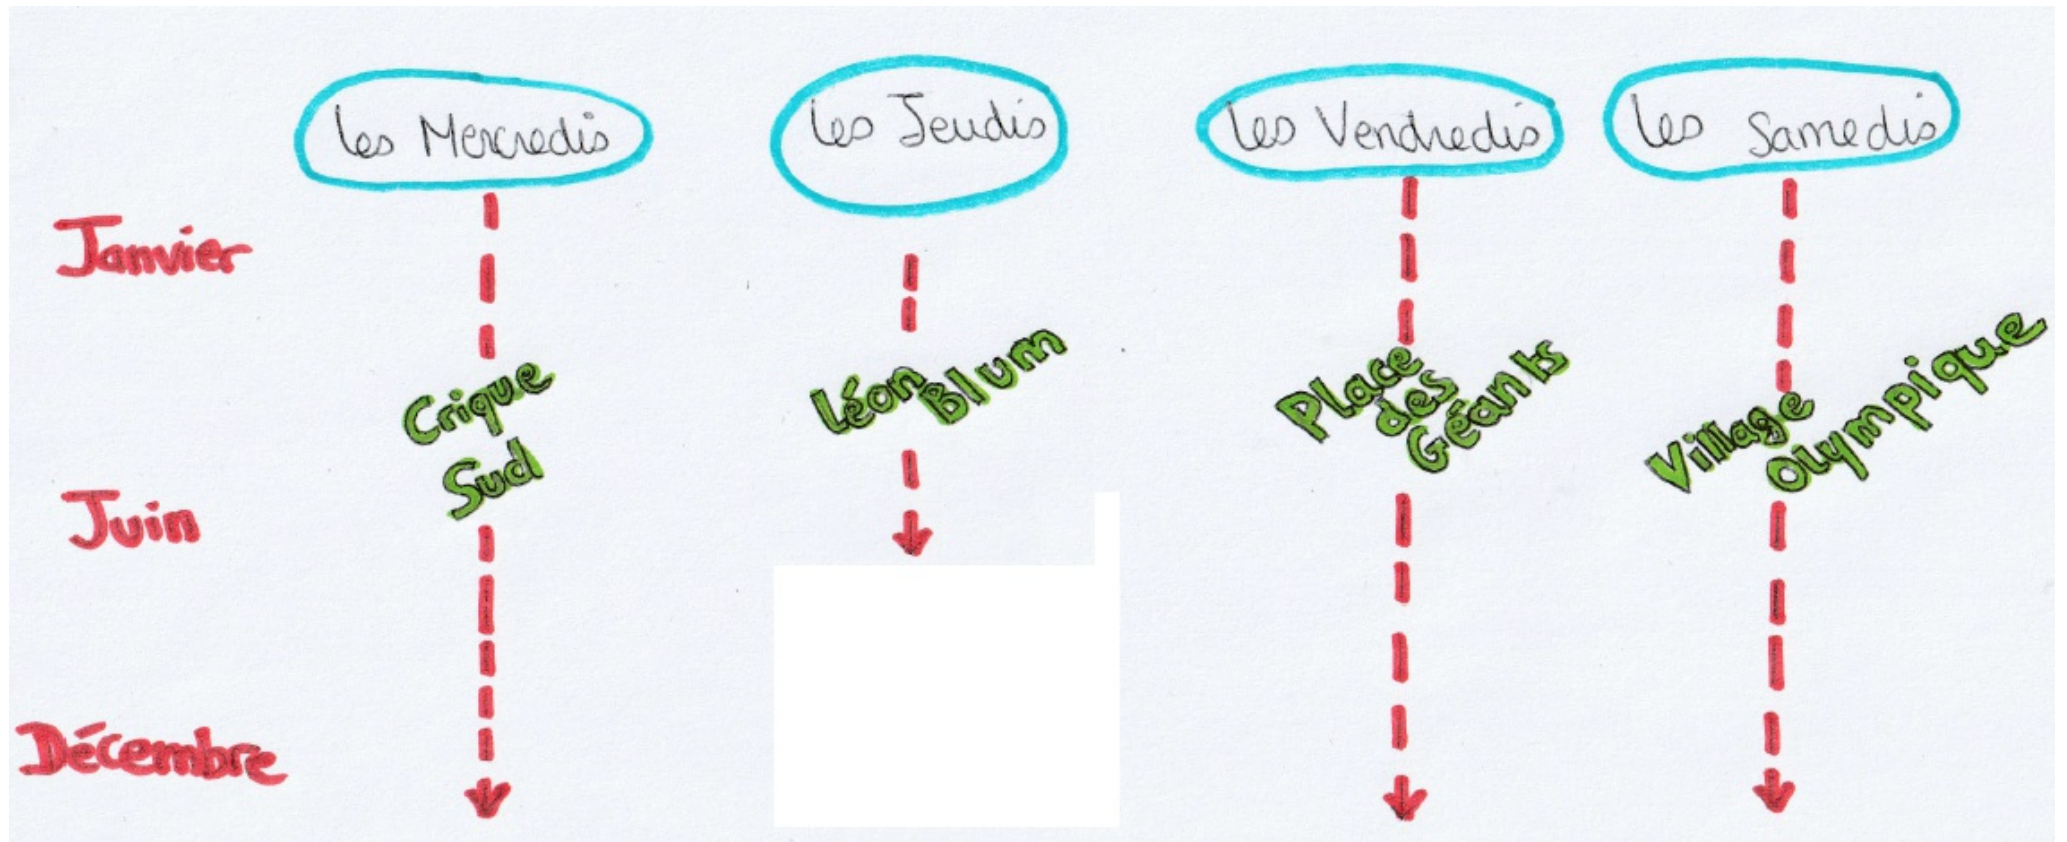 Les Mercredis
Les Jeudis
Les Vendredis
Les Samedis
Janvier
Crique
Sud
Léon Blum
Place
des
Géants
Village
Olympique
Juin
Décembre